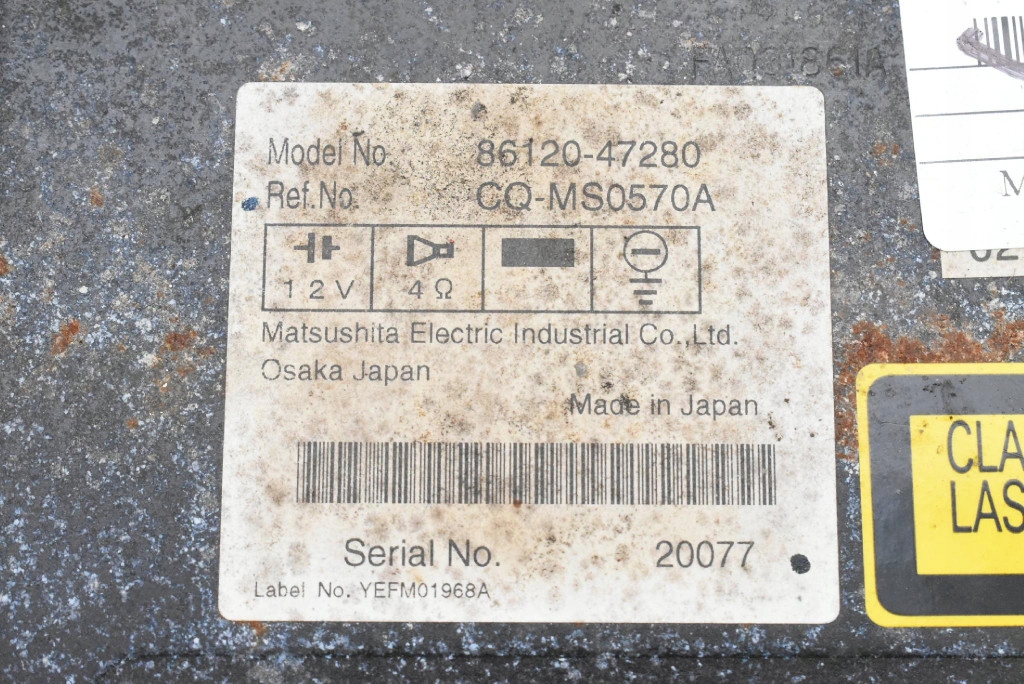 Model No. 86120-47280
Ref.No. CQ-MS0570A
12V 4Ω
Matsushita Electric Industrial Co.,Ltd.
Osaka Japan
Made in Japan
Serial No. 20077
Label No. YEFM01968A
M
CLA
LAS